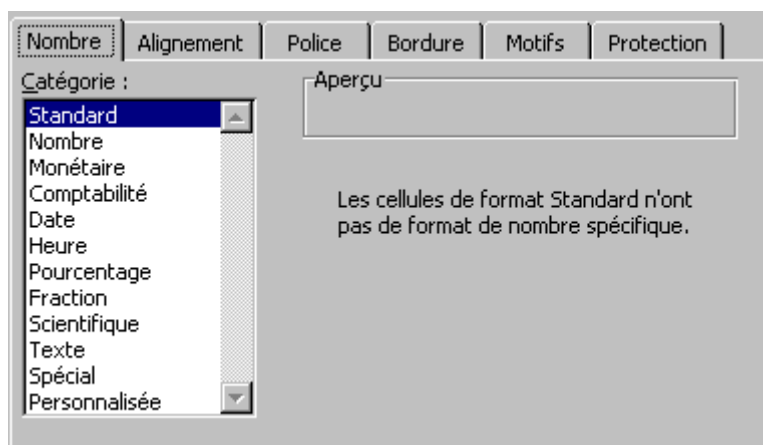 Nombre Alignement Police Bordure Motifs Protection
Catégorie :
Aperçu
Standard
Nombre
Monétaire
Comptabilité
Date
Heure
Pourcentage
Fraction
Scientifique
Texte
Spécial
Personnalisée
Les cellules de format Standard n'ont
pas de format de nombre spécifique.